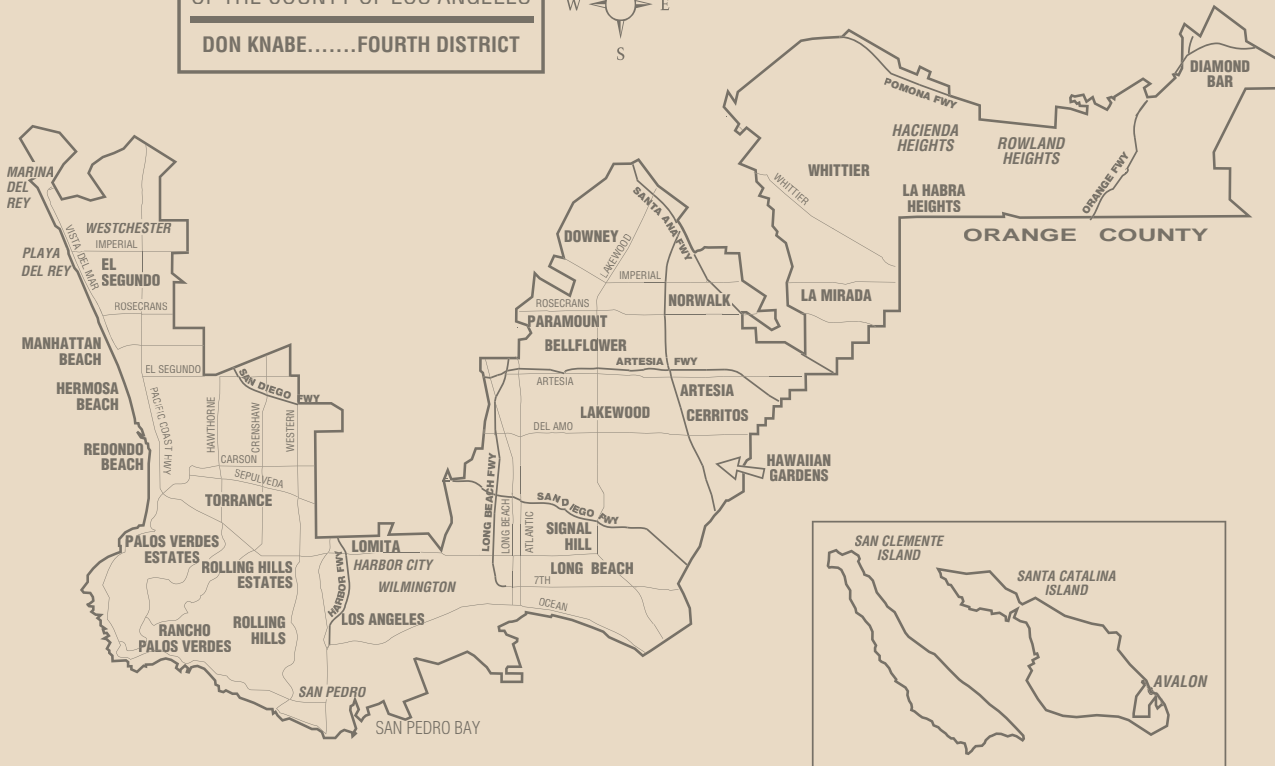 OF THE COUNTY OF LOS ANGELES
DON KNABE.......FOURTH DISTRICT
W
E
S
DIAMOND
BAR
POMONA FWY
HACIENDA
HEIGHTS
ROWLAND
HEIGHTS
WHITTIER
WHITTIER
LA HABRA
HEIGHTS
ORANGE FWY
ORANGE COUNTY
MARINA
DEL
REY
WESTCHESTER
IMPERIAL
PLAYA
DEL REY
VISTA DEL MAR
EL
SEGUNDO
ROSECRANS
MANHATTAN
BEACH
EL SEGUNDO
HERMOSA
BEACH
SAN DIEGO FWY
PACIFIC COAST HWY
HAWTHORNE
CRENSHAW
WESTERN
REDONDO
BEACH
CARSON
SEPULVEDA
TORRANCE
PALOS VERDES
ESTATES
ROLLING HILLS
ESTATES
LOMITA
HARBOR CITY
WILMINGTON
HARBOR FWY
LOS ANGELES
ROLLING
HILLS
RANCHO
PALOS VERDES
SAN PEDRO
SAN PEDRO BAY
SANTA ANA FWY
DOWNEY
LAKEWOOD
IMPERIAL
ROSECRANS
NORWALK
LA MIRADA
PARAMOUNT
BELLFLOWER
ARTESIA FWY
ARTESIA
ARTESIA
LAKEWOOD
CERRITOS
DEL AMO
HAWAIIAN
GARDENS
LONG BEACH FWY
LONG BEACH
ATLANTIC
SAN DIEGO FWY
SIGNAL
HILL
LONG BEACH
7TH
OCEAN
SAN CLEMENTE
ISLAND
SANTA CATALINA
ISLAND
AVALON